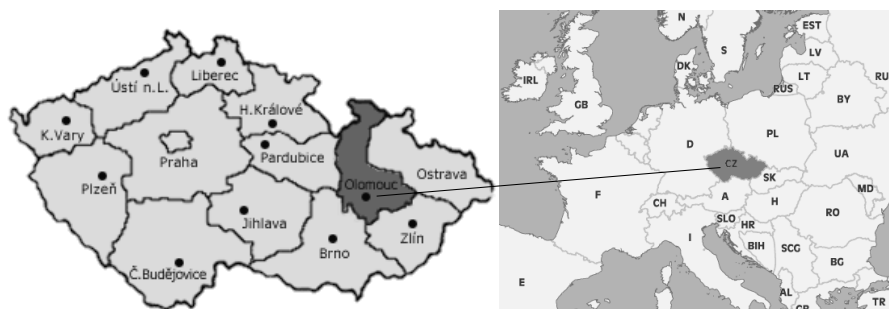 Liberec
Ústí n.L.
H.Králové
K.Vary
Praha
Pardubice
Plzeň
Ostrava
Olomouc
Jihlava
Zlín
Brno
Č.Budějovice
N
S
EST
LV
DK
LT
RU
IRL
RUS
GB
BY
PL
D
CZ
UA
SK
F
A
MD
CH
H
SLO
RO
HR
I
BIH
SCG
BG
E
AL
GR
TR